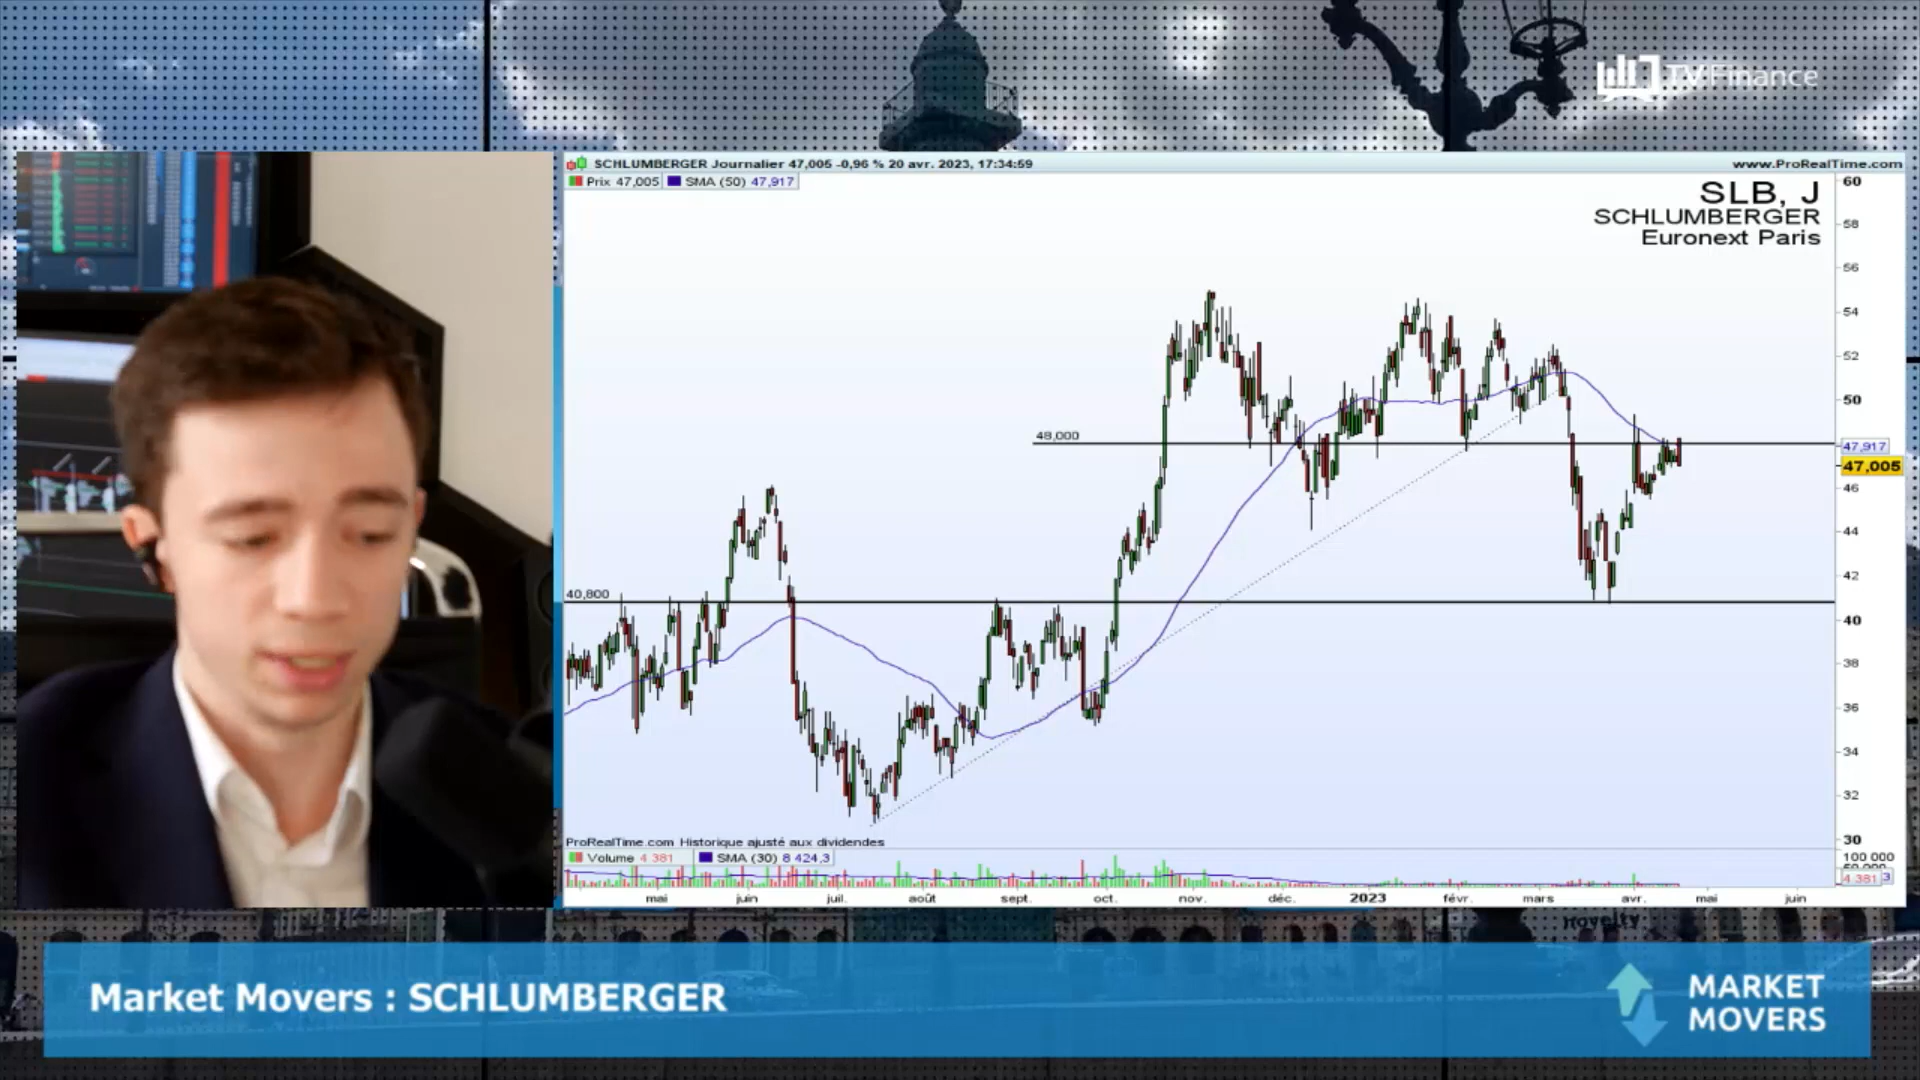 TV Finance
SCHLUMBERGER Journalier 47,005 -0,96 % 20 avr. 2023, 17:34:59
www.ProRealTime.com
Prix 47,005 SMA (50) 47,917
SLB, J
SCHLUMBERGER
Euronext Paris
60
58
56
54
52
50
48,000
47,917
47,005
46
44
42
40,800
40
38
36
34
32
30
ProRealTime.com Historique ajusté aux dividendes
Volume 4 381 SMA (30) 8 424,3
100 000
4 381
3
mai juin juil. août sept. oct. nov. déc. 2023 févr. mars avr. mai juin
Novelty
Market Movers : SCHLUMBERGER
MARKET
MOVERS